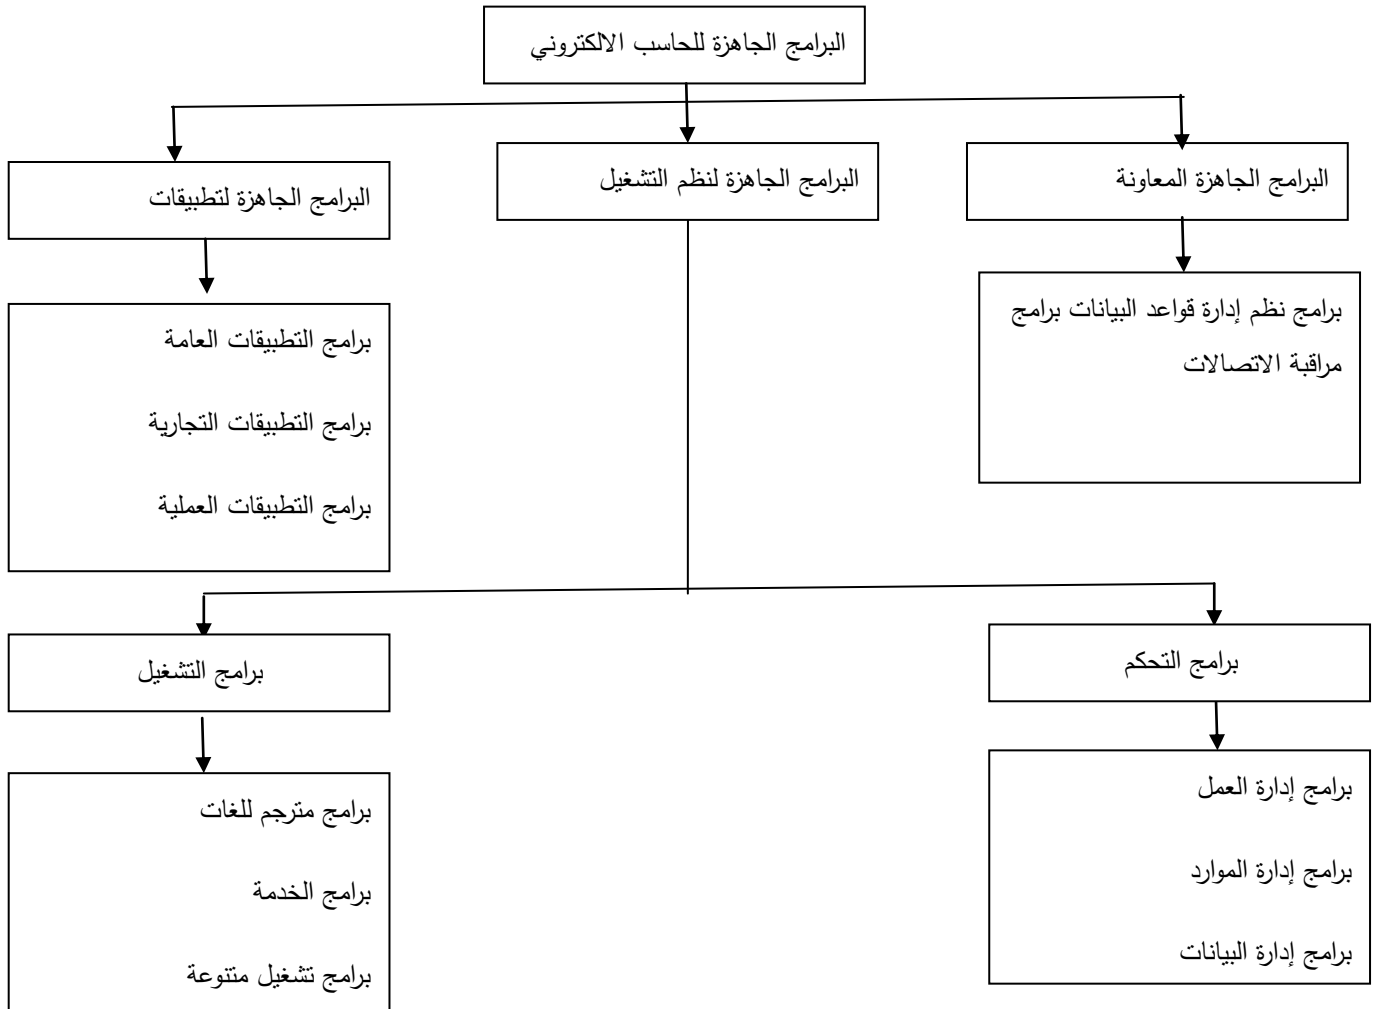 البرامج الجاهزة للحاسب الالكتروني
البرامج الجاهزة المعاونة
البرامج الجاهزة لنظم التشغيل
البرامج الجاهزة لتطبيقات
برامج نظم إدارة قواعد البيانات برامج
مراقبة الاتصالات
برامج التطبيقات العامة
برامج التطبيقات التجارية
برامج التطبيقات العملية
برامج التحكم
برامج التشغيل
برامج إدارة العمل
برامج إدارة الموارد
برامج إدارة البيانات
برامج مترجم للغات
برامج الخدمة
برامج تشغيل متنوعة